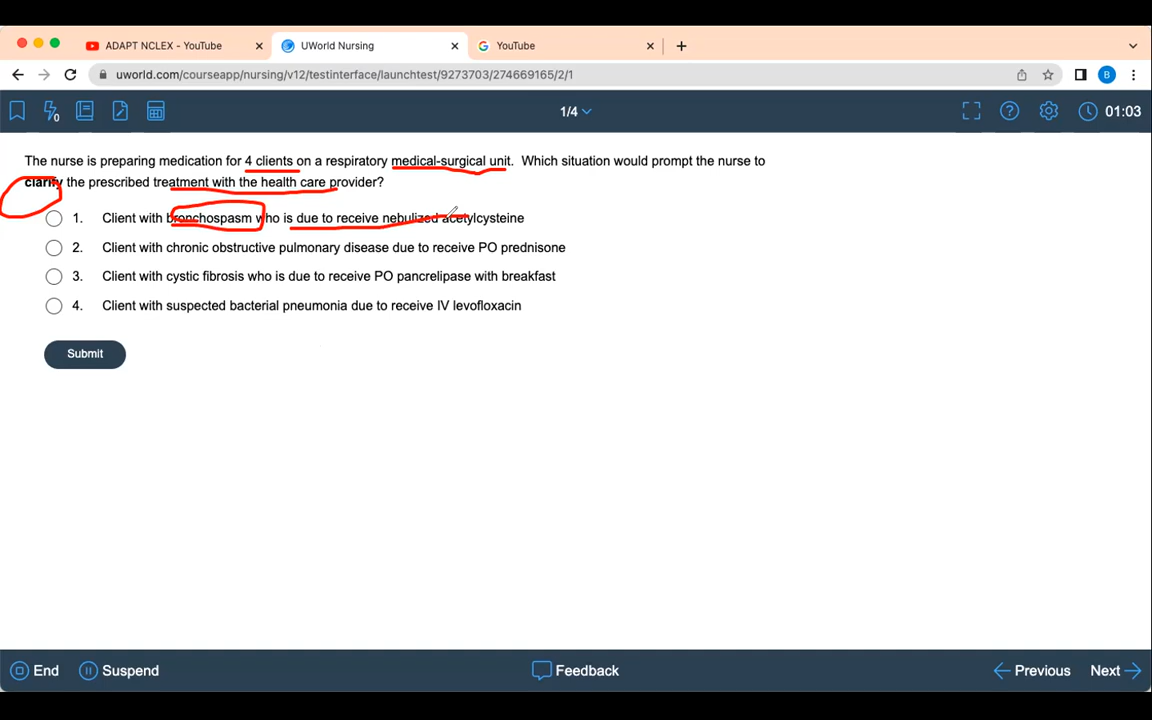 ADAPT NCLEX - YouTube
UWorld Nursing
YouTube
uworld.com/courseapp/nursing/v12/testinterface/launchtest/9273703/274669165/2/1
B
0
1/4
01:03
The nurse is preparing medication for 4 clients on a respiratory medical-surgical unit. Which situation would prompt the nurse to
clarify the prescribed treatment with the health care provider?
1. Client with bronchospasm who is due to receive nebulized acetylcysteine
2. Client with chronic obstructive pulmonary disease due to receive PO prednisone
3. Client with cystic fibrosis who is due to receive PO pancrelipase with breakfast
4. Client with suspected bacterial pneumonia due to receive IV levofloxacin
Submit
End Suspend Feedback Previous Next